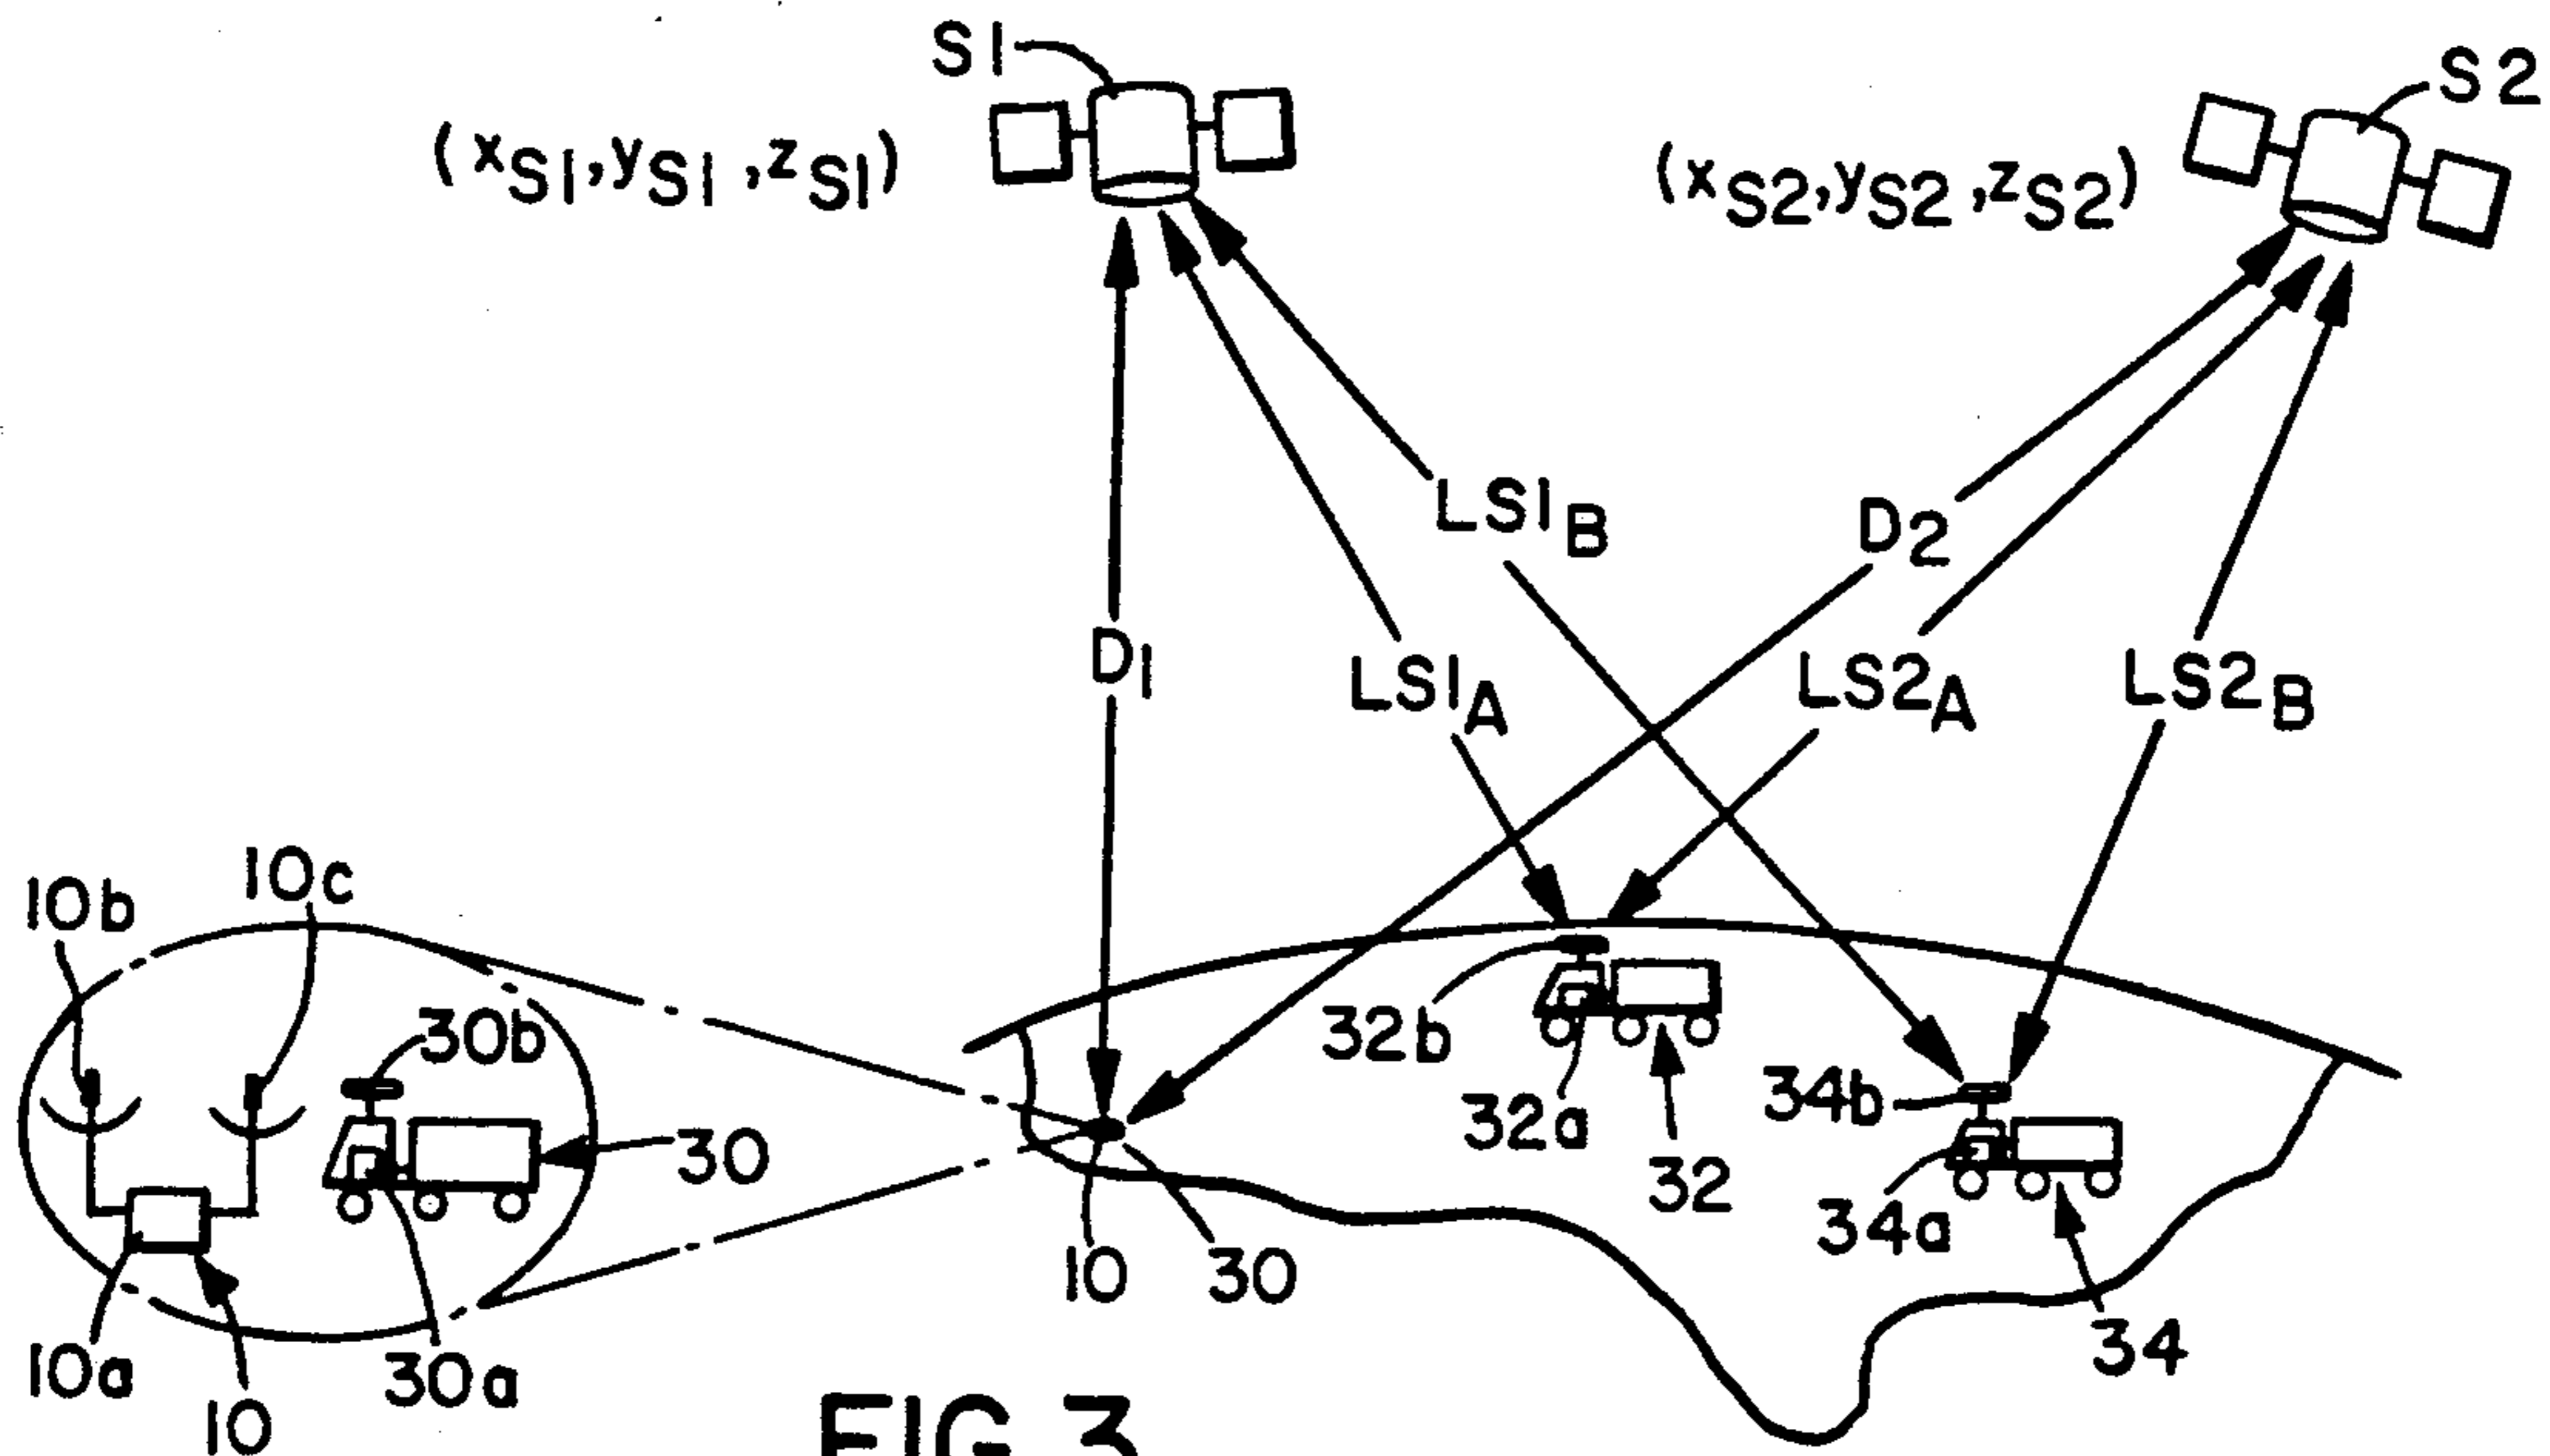 S1
S2
(xS1,yS1,zS1)
(xS2,yS2,zS2)
LS1B
D2
D1
LS1A
LS2A
LS2B
10b
10c
30b
30
32b
32a
32
34b
34a
34
10
30
10a
10
30a
FIG.3